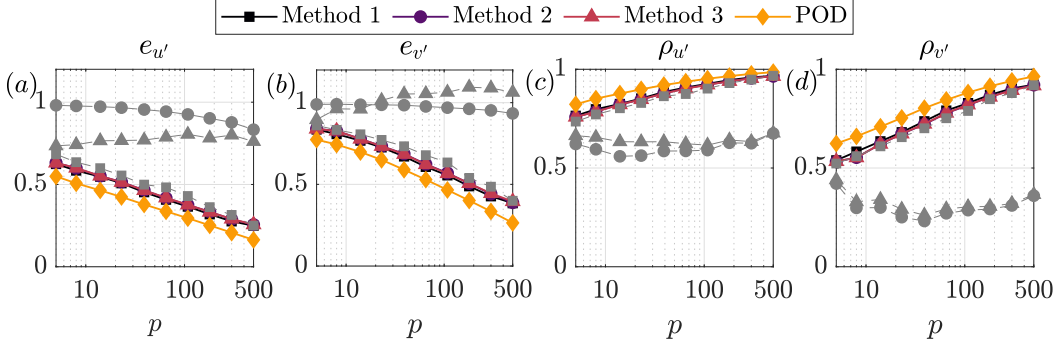 Method 1 Method 2 Method 3 POD
e_{u'} e_{v'} ρ_{u'} ρ_{v'}
(a) (b) (c) (d)
1 1 1 1
0.5 0.5 0.5 0.5
0 0 0 0
10 100 500 10 100 500 10 100 500 10 100 500
p p p p